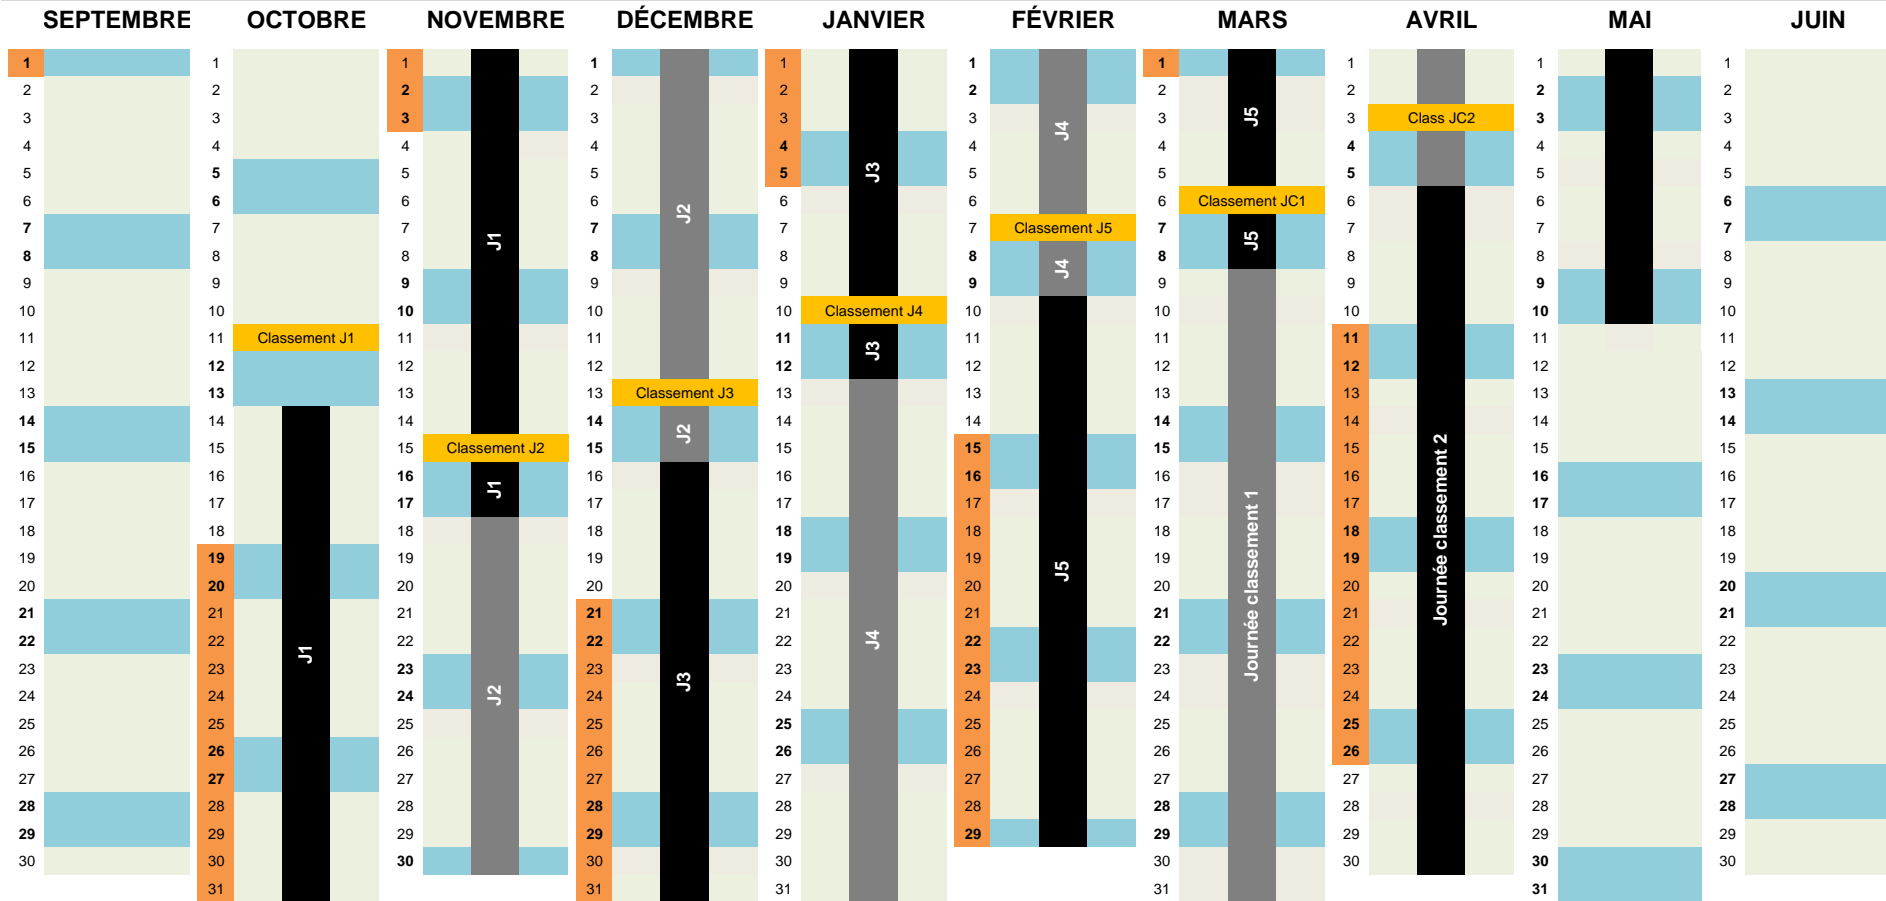 SEPTEMBRE OCTOBRE NOVEMBRE DÉCEMBRE JANVIER FÉVRIER MARS AVRIL MAI JUIN
1 1 1 1 1 1 1 1 1 1
2 2 2 2 2 2 2 2 2 2
3 3 3 3 3 3 3 3 Class JC2 3 3
4 4 4 4 4 4 4 4 4 4
5 5 5 5 5 5 5 5 5 5
6 6 6 6 6 6 6 Classement JC1 6 6 6
7 7 7 7 7 7 Classement J5 7 7 7 7
8 8 8 8 8 8 8 8 8 8
9 9 9 9 9 9 9 9 9 9
10 10 10 10 10 Classement J4 10 10 10 10 10
11 11 Classement J1 11 11 11 11 11 11 11 11
12 12 12 12 12 12 12 12 12 12
13 13 13 13 Classement J3 13 13 13 13 13 13
14 14 14 14 14 14 14 14 14 14
15 15 15 Classement J2 15 15 15 15 15 15 15
16 16 16 16 16 16 16 16 16 16
17 17 17 17 17 17 17 17 17 17
18 18 18 18 18 18 18 18 18 18
19 19 19 19 19 19 19 19 19 19
20 20 20 20 20 20 20 20 20 20
21 21 21 21 21 21 21 21 21 21
22 22 22 22 22 22 22 22 22 22
23 23 23 23 23 23 23 23 23 23
24 24 24 24 24 24 24 24 24 24
25 25 25 25 25 25 25 25 25 25
26 26 26 26 26 26 26 26 26 26
27 27 27 27 27 27 27 27 27 27
28 28 28 28 28 28 28 28 28 28
29 29 29 29 29 29 29 29 29 29
30 30 30 30 30 30 30 30 30
31 31 31 31 31
J1
J1
J1
J2
J2
J2
J3
J3
J3
J4
J4
J4
J5
J5
J5
Journée classement 1
Journée classement 2